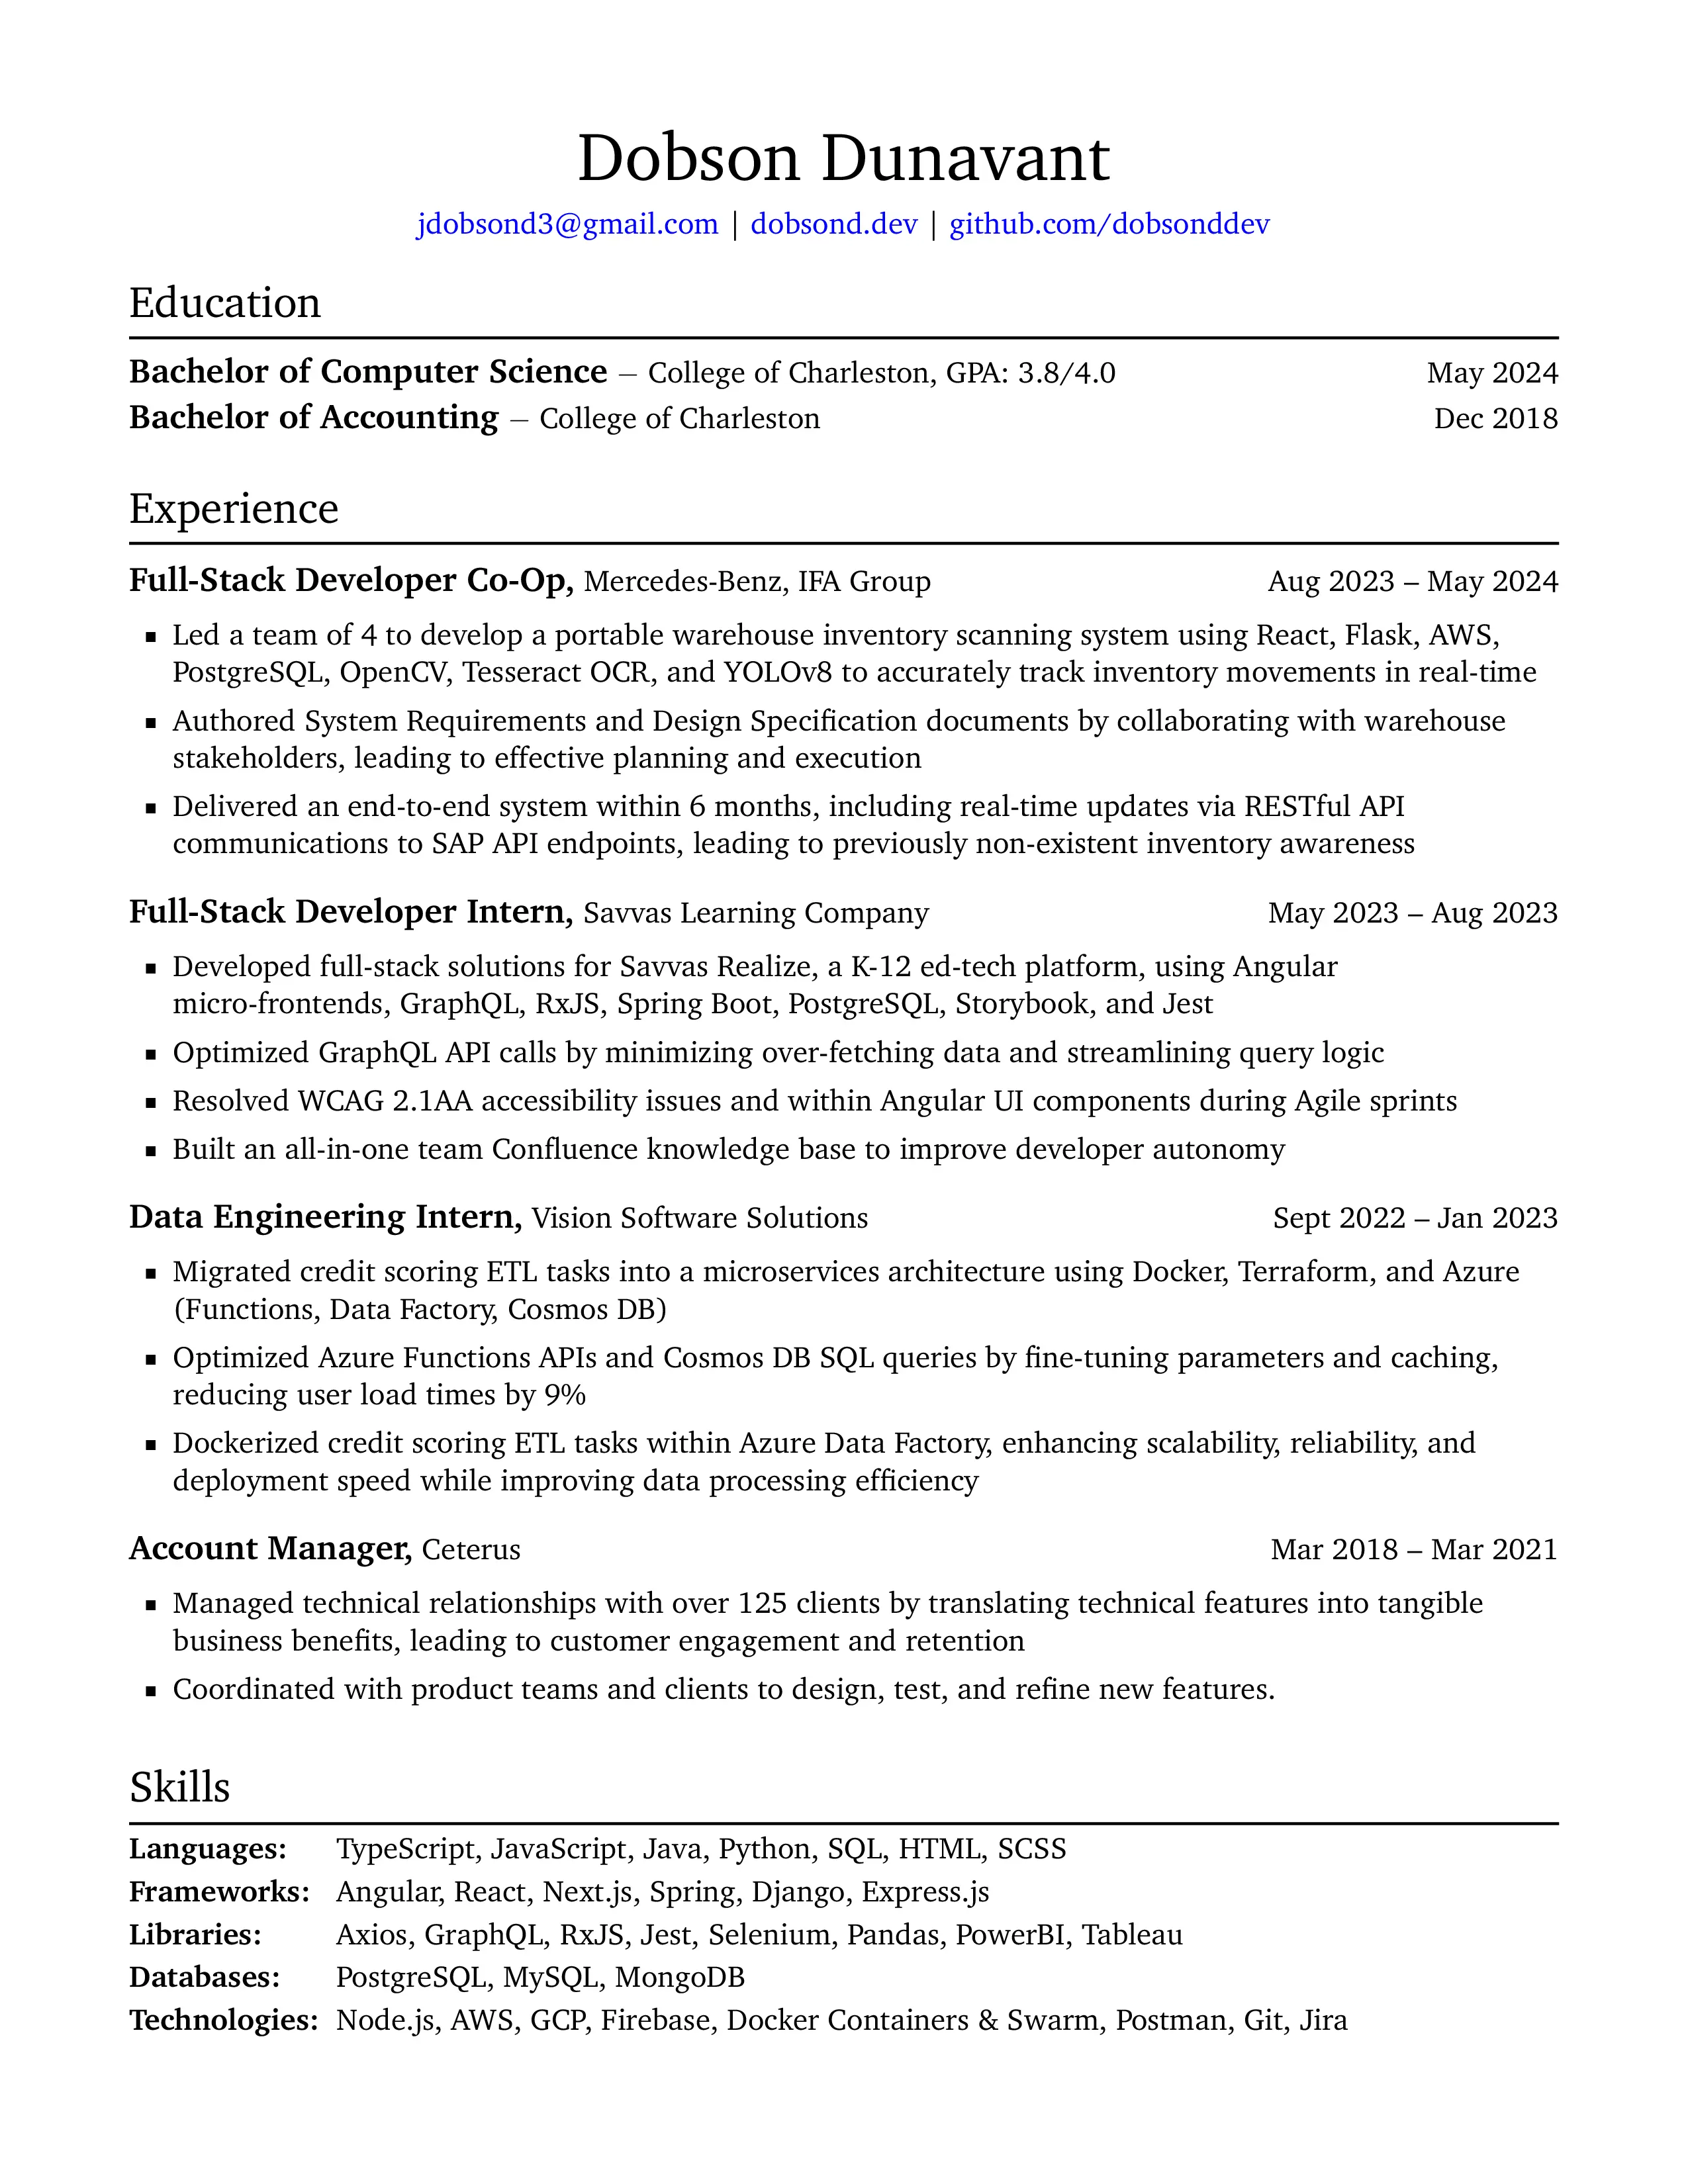 Dobson Dunavant
jdobsond3@gmail.com | dobsond.dev | github.com/dobsonddev
Education
Bachelor of Computer Science – College of Charleston, GPA: 3.8/4.0 May 2024
Bachelor of Accounting – College of Charleston Dec 2018
Experience
Full-Stack Developer Co-Op, Mercedes-Benz, IFA Group Aug 2023 – May 2024
▪ Led a team of 4 to develop a portable warehouse inventory scanning system using React, Flask, AWS,
PostgreSQL, OpenCV, Tesseract OCR, and YOLOv8 to accurately track inventory movements in real-time
▪ Authored System Requirements and Design Specification documents by collaborating with warehouse
stakeholders, leading to effective planning and execution
▪ Delivered an end-to-end system within 6 months, including real-time updates via RESTful API
communications to SAP API endpoints, leading to previously non-existent inventory awareness
Full-Stack Developer Intern, Savvas Learning Company May 2023 – Aug 2023
▪ Developed full-stack solutions for Savvas Realize, a K-12 ed-tech platform, using Angular
micro-frontends, GraphQL, RxJS, Spring Boot, PostgreSQL, Storybook, and Jest
▪ Optimized GraphQL API calls by minimizing over-fetching data and streamlining query logic
▪ Resolved WCAG 2.1AA accessibility issues and within Angular UI components during Agile sprints
▪ Built an all-in-one team Confluence knowledge base to improve developer autonomy
Data Engineering Intern, Vision Software Solutions Sept 2022 – Jan 2023
▪ Migrated credit scoring ETL tasks into a microservices architecture using Docker, Terraform, and Azure
(Functions, Data Factory, Cosmos DB)
▪ Optimized Azure Functions APIs and Cosmos DB SQL queries by fine-tuning parameters and caching,
reducing user load times by 9%
▪ Dockerized credit scoring ETL tasks within Azure Data Factory, enhancing scalability, reliability, and
deployment speed while improving data processing efficiency
Account Manager, Ceterus Mar 2018 – Mar 2021
▪ Managed technical relationships with over 125 clients by translating technical features into tangible
business benefits, leading to customer engagement and retention
▪ Coordinated with product teams and clients to design, test, and refine new features.
Skills
Languages: TypeScript, JavaScript, Java, Python, SQL, HTML, SCSS
Frameworks: Angular, React, Next.js, Spring, Django, Express.js
Libraries: Axios, GraphQL, RxJS, Jest, Selenium, Pandas, PowerBI, Tableau
Databases: PostgreSQL, MySQL, MongoDB
Technologies: Node.js, AWS, GCP, Firebase, Docker Containers & Swarm, Postman, Git, Jira